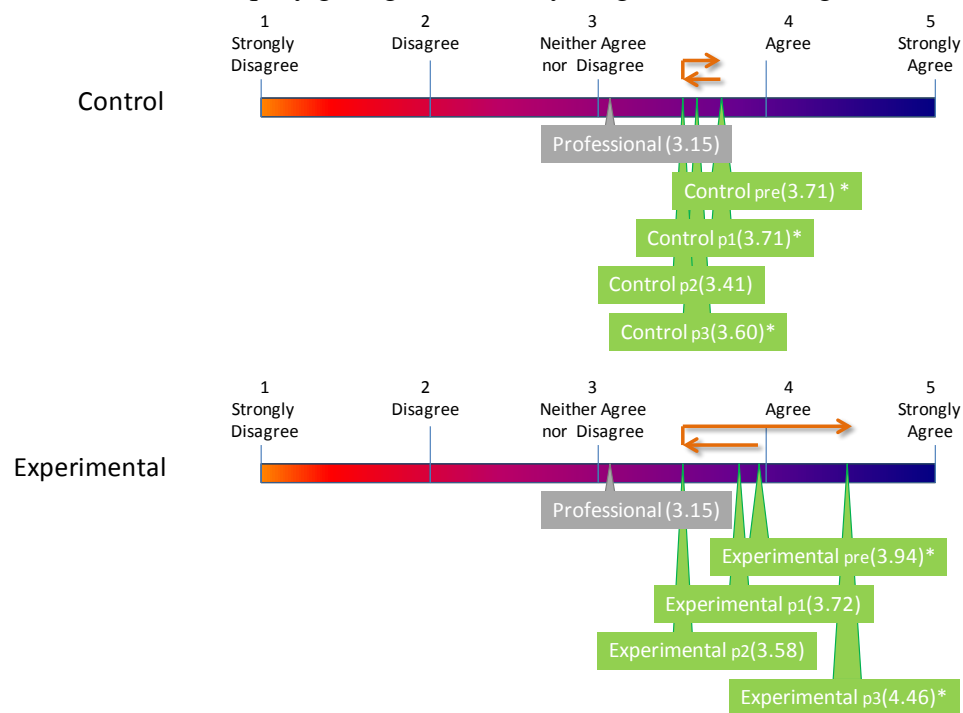 1 2 3 4 5
Strongly Disagree Neither Agree Agree Strongly
Disagree nor Disagree Agree
Control
Professional (3.15)
Control pre(3.71) *
Control p1(3.71)*
Control p2(3.41)
Control p3(3.60)*
1 2 3 4 5
Strongly Disagree Neither Agree Agree Strongly
Disagree nor Disagree Agree
Experimental
Professional (3.15)
Experimental pre(3.94)*
Experimental p1(3.72)
Experimental p2(3.58)
Experimental p3(4.46)*